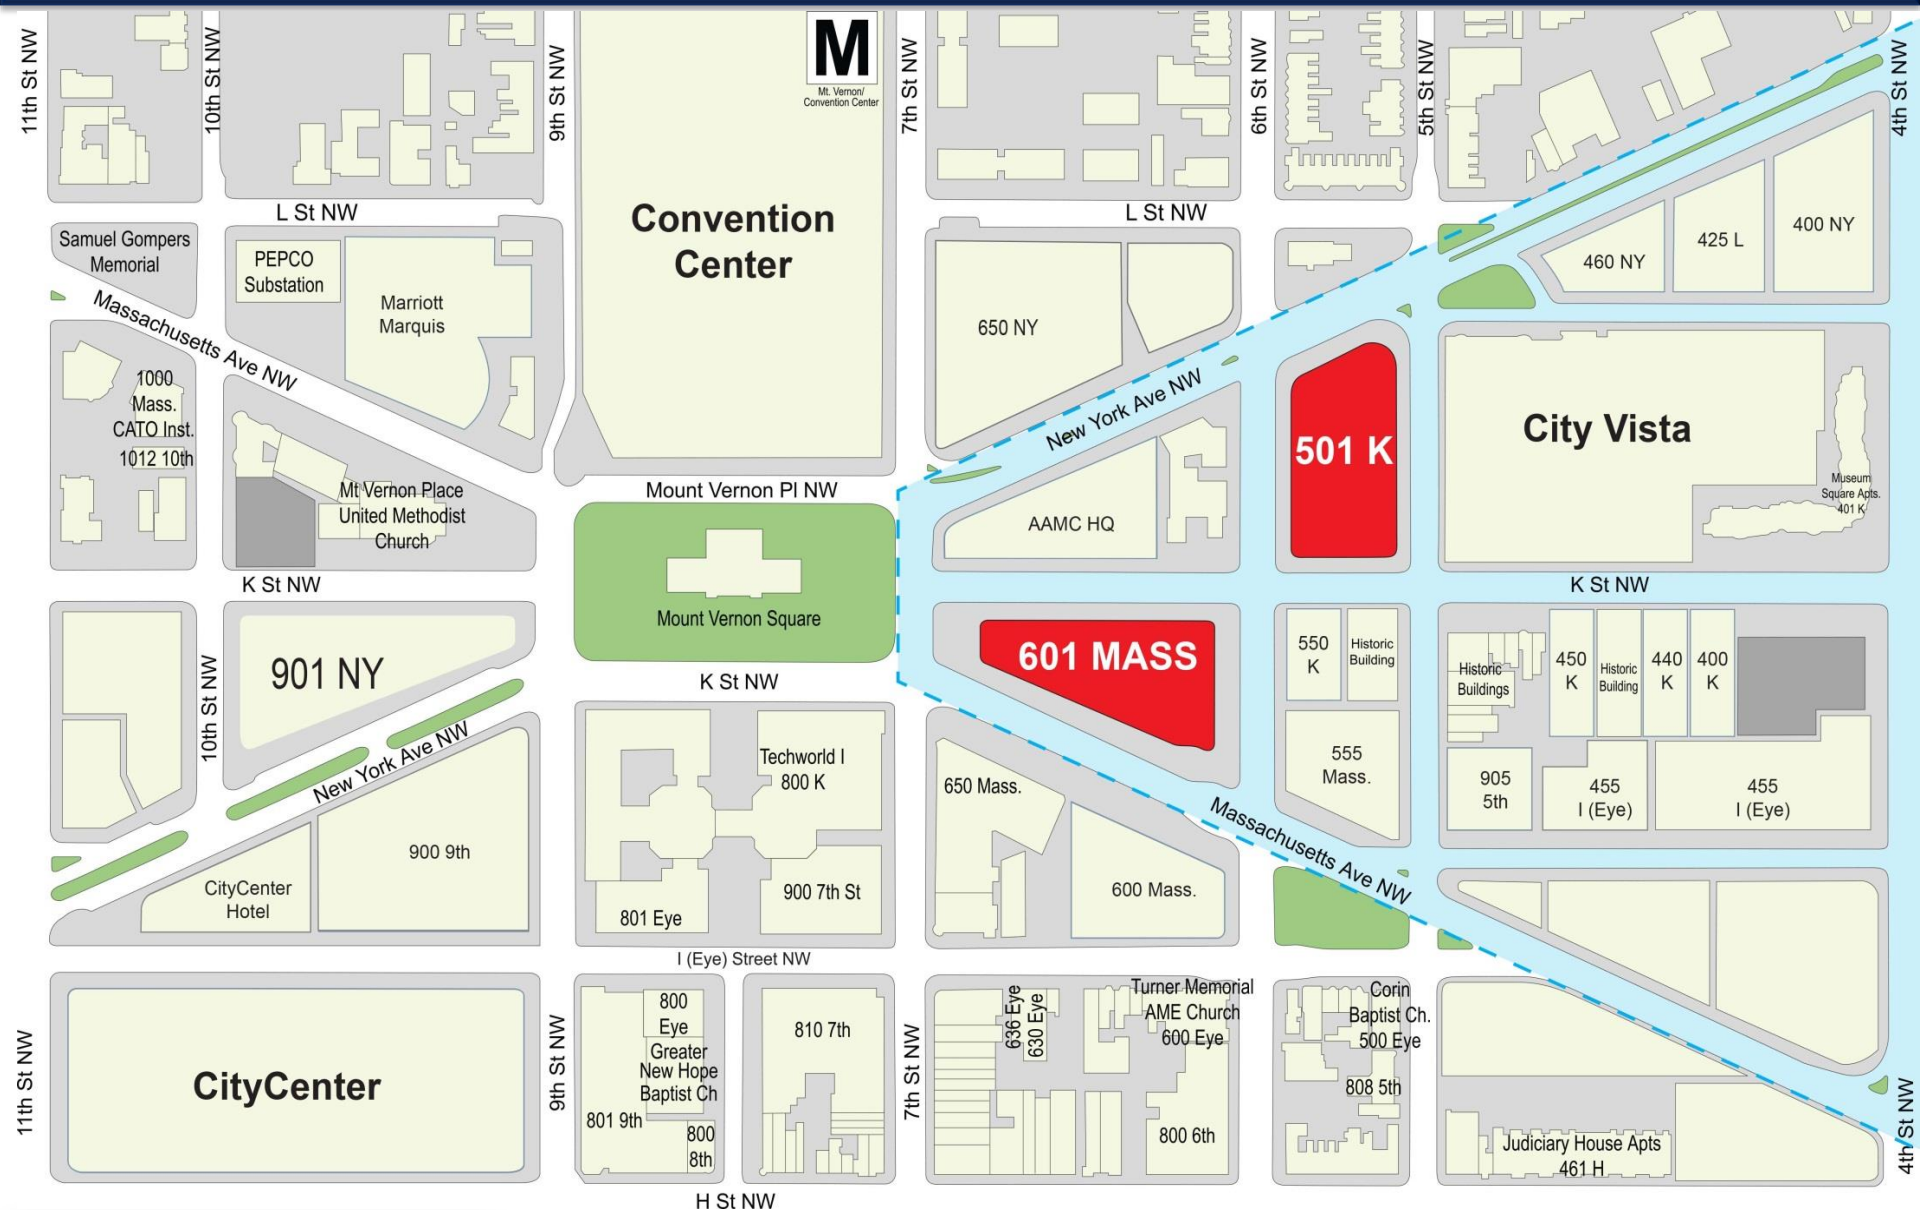 11th St NW
10th St NW
9th St NW
M
Mt. Vernon/
Convention Center
7th St NW
6th St NW
5th St NW
4th St NW
L St NW
L St NW
Samuel Gompers
Memorial
PEPCO
Substation
Marriott
Marquis
Convention
Center
650 NY
460 NY
425 L
400 NY
Massachusetts Ave NW
New York Ave NW
1000
Mass.
CATO Inst.
1012 10th
501 K
City Vista
Museum
Square Apts.
401 K
Mt Vernon Place
United Methodist
Church
Mount Vernon Pl NW
AAMC HQ
K St NW
K St NW
Mount Vernon Square
601 MASS
550
K
Historic
Building
Historic
Buildings
450
K
Historic
Building
440
K
400
K
901 NY
10th St NW
K St NW
New York Ave NW
Techworld I
800 K
650 Mass.
555
Mass.
905
5th
455
I (Eye)
455
I (Eye)
Massachusetts Ave NW
900 9th
CityCenter
Hotel
801 Eye
900 7th St
600 Mass.
I (Eye) Street NW
11th St NW
CityCenter
9th St NW
800
Eye
Greater
New Hope
Baptist Ch
801 9th
800
8th
810 7th
7th St NW
636 Eye
630 Eye
Turner Memorial
AME Church
600 Eye
800 6th
Corin
Baptist Ch.
500 Eye
808 5th
Judiciary House Apts
461 H
4th St NW
H St NW